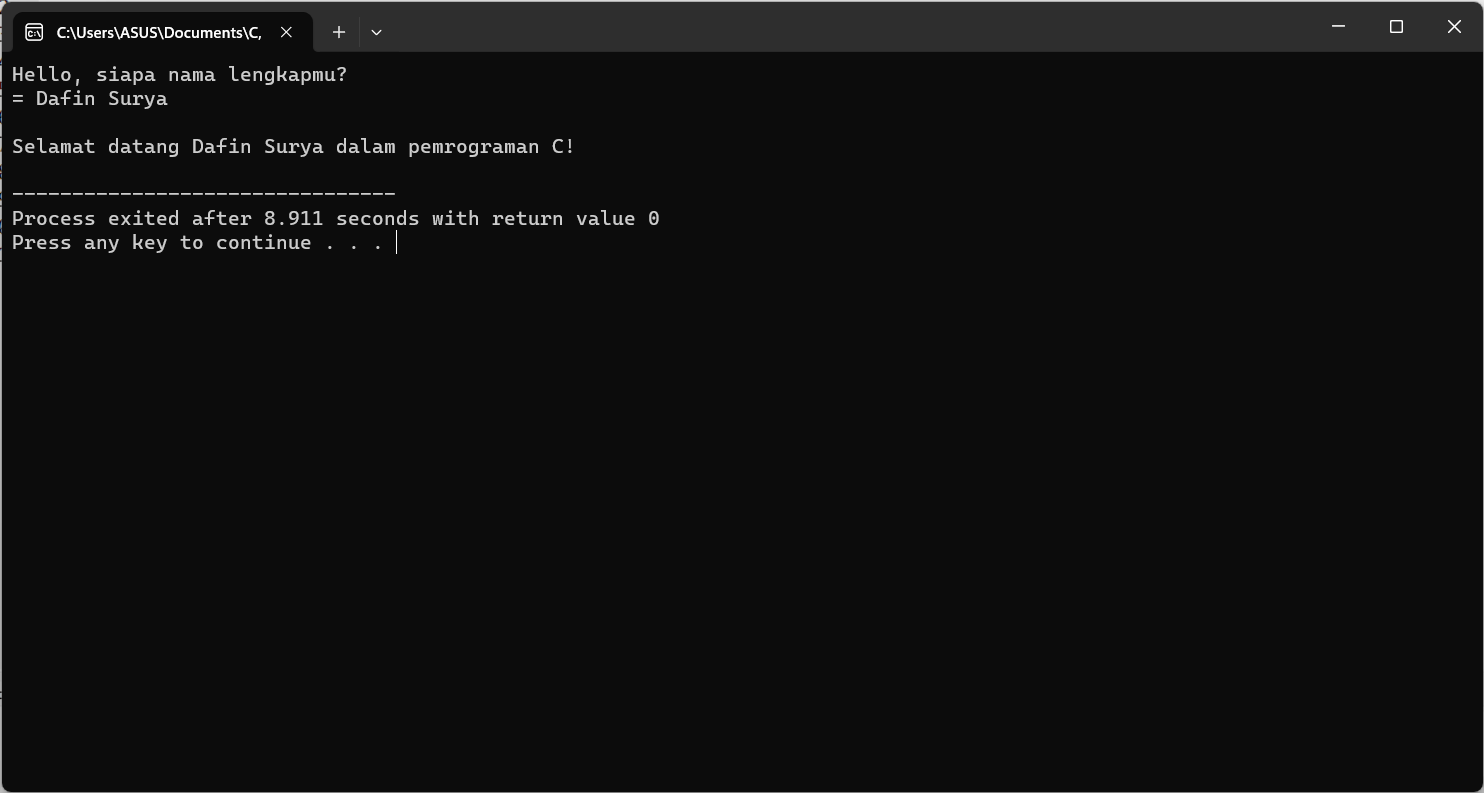 C:\Users\ASUS\Documents\C,
Hello, siapa nama lengkapmu?
= Dafin Surya
Selamat datang Dafin Surya dalam pemrograman C!
--------------------------------
Process exited after 8.911 seconds with return value 0
Press any key to continue . . .